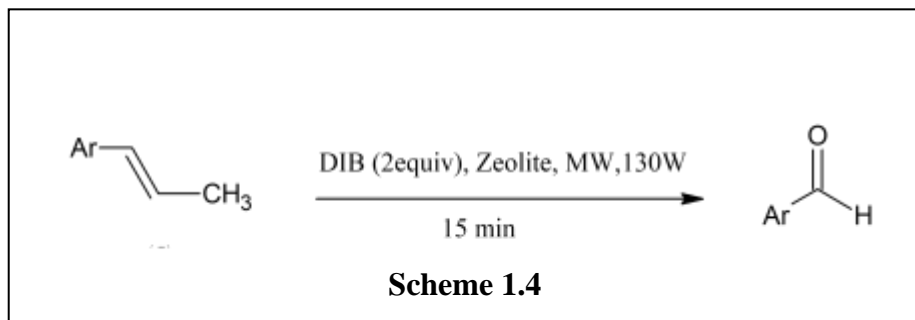 O
Ar
CH3
DIB (2equiv), Zeolite, MW,130W
Ar
H
15 min
Scheme 1.4